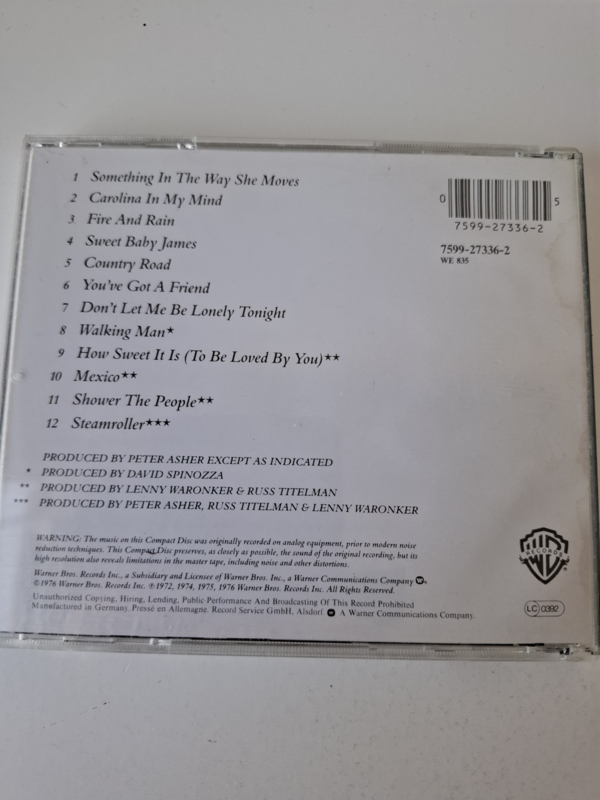 1 Something In The Way She Moves
2 Carolina In My Mind
3 Fire And Rain
4 Sweet Baby James
5 Country Road
6 You've Got A Friend
7 Don't Let Me Be Lonely Tonight
8 Walking Man*
9 How Sweet It Is (To Be Loved By You)**
10 Mexico**
11 Shower The People**
12 Steamroller***
0 7599-27336-2 5
7599-27336-2
WE 835
PRODUCED BY PETER ASHER EXCEPT AS INDICATED
* PRODUCED BY DAVID SPINOZZA
** PRODUCED BY LENNY WARONKER & RUSS TITELMAN
*** PRODUCED BY PETER ASHER, RUSS TITELMAN & LENNY WARONKER
WARNING: The music on this Compact Disc was originally recorded on analog equipment, prior to modern noise
reduction techniques. This Compact Disc preserves, as closely as possible, the sound of the original recording, but its
high resolution also reveals limitations in the master tape, including noise and other distortions.
Warner Bros. Records Inc., a Subsidiary and Licensee of Warner Bros. Inc., a Warner Communications Company
©1976 Warner Bros. Records Inc. ℗1972, 1974, 1975, 1976 Warner Bros. Records Inc. All Rights Reserved.
Unauthorized Copying, Hiring, Lending, Public Performance And Broadcasting Of This Record Prohibited
Manufactured in Germany. Pressé en Allemagne. Record Service GmbH, Alsdorf. A Warner Communications Company.
WB
RECORDS
LC 0392